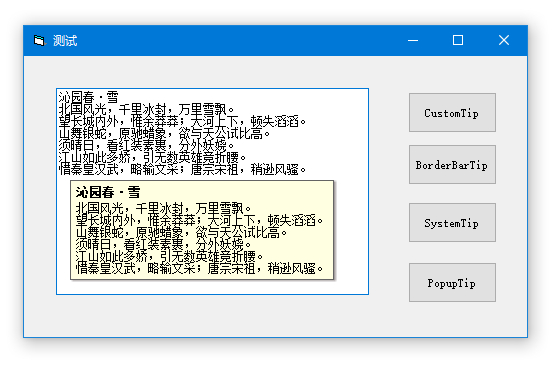 测试
沁园春·雪
北国风光，千里冰封，万里雪飘。
望长城内外，惟余莽莽；大河上下，顿失滔滔。
山舞银蛇，原驰蜡象，欲与天公试比高。
须晴日，看红装素裹，分外妖娆。
江山如此多娇，引无数英雄竞折腰。
惜秦皇汉武，略输文采；唐宗宋祖，稍逊风骚。
沁园春·雪
北国风光，千里冰封，万里雪飘。
望长城内外，惟余莽莽；大河上下，顿失滔滔。
山舞银蛇，原驰蜡象，欲与天公试比高。
须晴日，看红装素裹，分外妖娆。
江山如此多娇，引无数英雄竞折腰。
惜秦皇汉武，略输文采；唐宗宋祖，稍逊风骚。
CustomTip
BorderBarTip
SystemTip
PopupTip